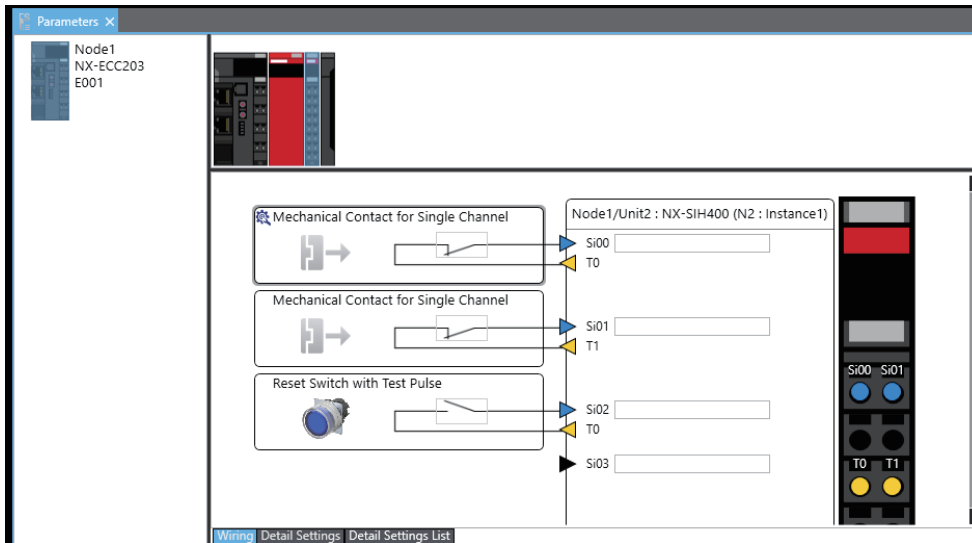 Parameters
Node1
NX-ECC203
E001
Mechanical Contact for Single Channel
Node1/Unit2 : NX-SIH400 (N2 : Instance1)
Si00
T0
Mechanical Contact for Single Channel
Si01
T1
Si00 Si01
Reset Switch with Test Pulse
Si02
T0
Si03
T0 T1
Wiring Detail Settings Detail Settings List